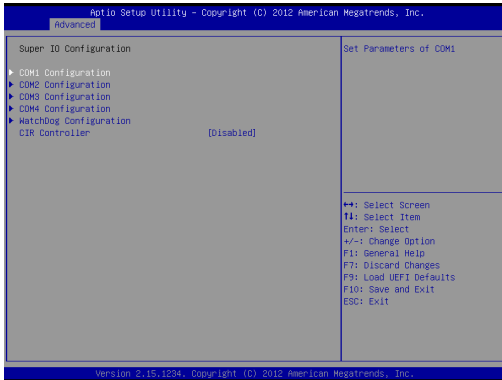 Aptio Setup Utility - Copyright (C) 2012 American Megatrends, Inc.
Advanced
Super IO Configuration
Set Parameters of COM1
COM1 Configuration
COM2 Configuration
COM3 Configuration
COM4 Configuration
WatchDog Configuration
CIR Controller [Disabled]
↔: Select Screen
↑↓: Select Item
Enter: Select
+/-: Change Option
F1: General Help
F7: Discard Changes
F9: Load UEFI Defaults
F10: Save and Exit
ESC: Exit
Version 2.15.1234. Copyright (C) 2012 American Megatrends, Inc.